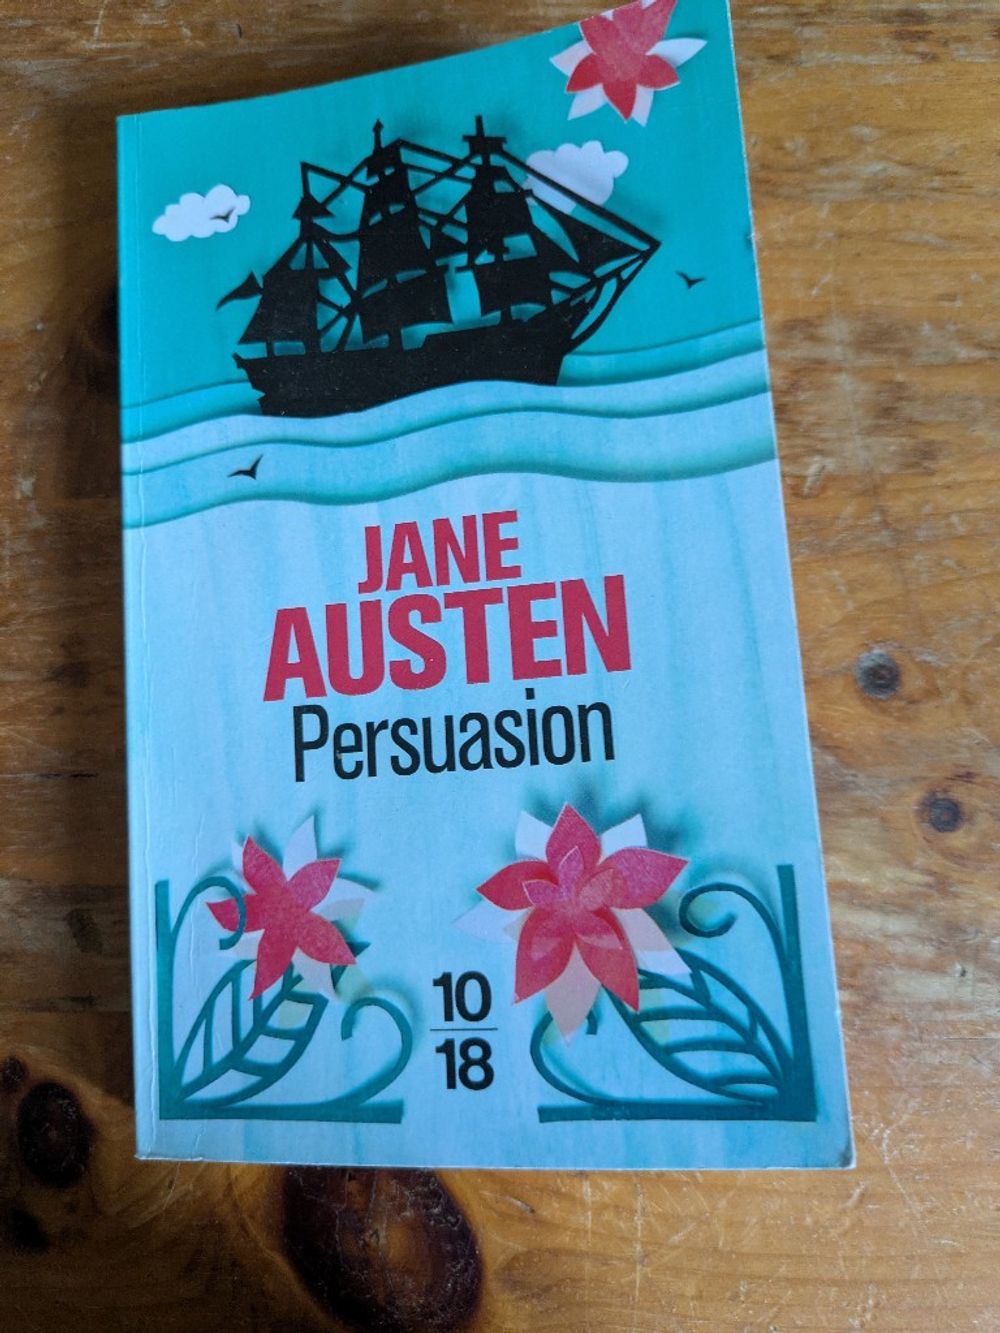 JANE
AUSTEN
Persuasion
10
18